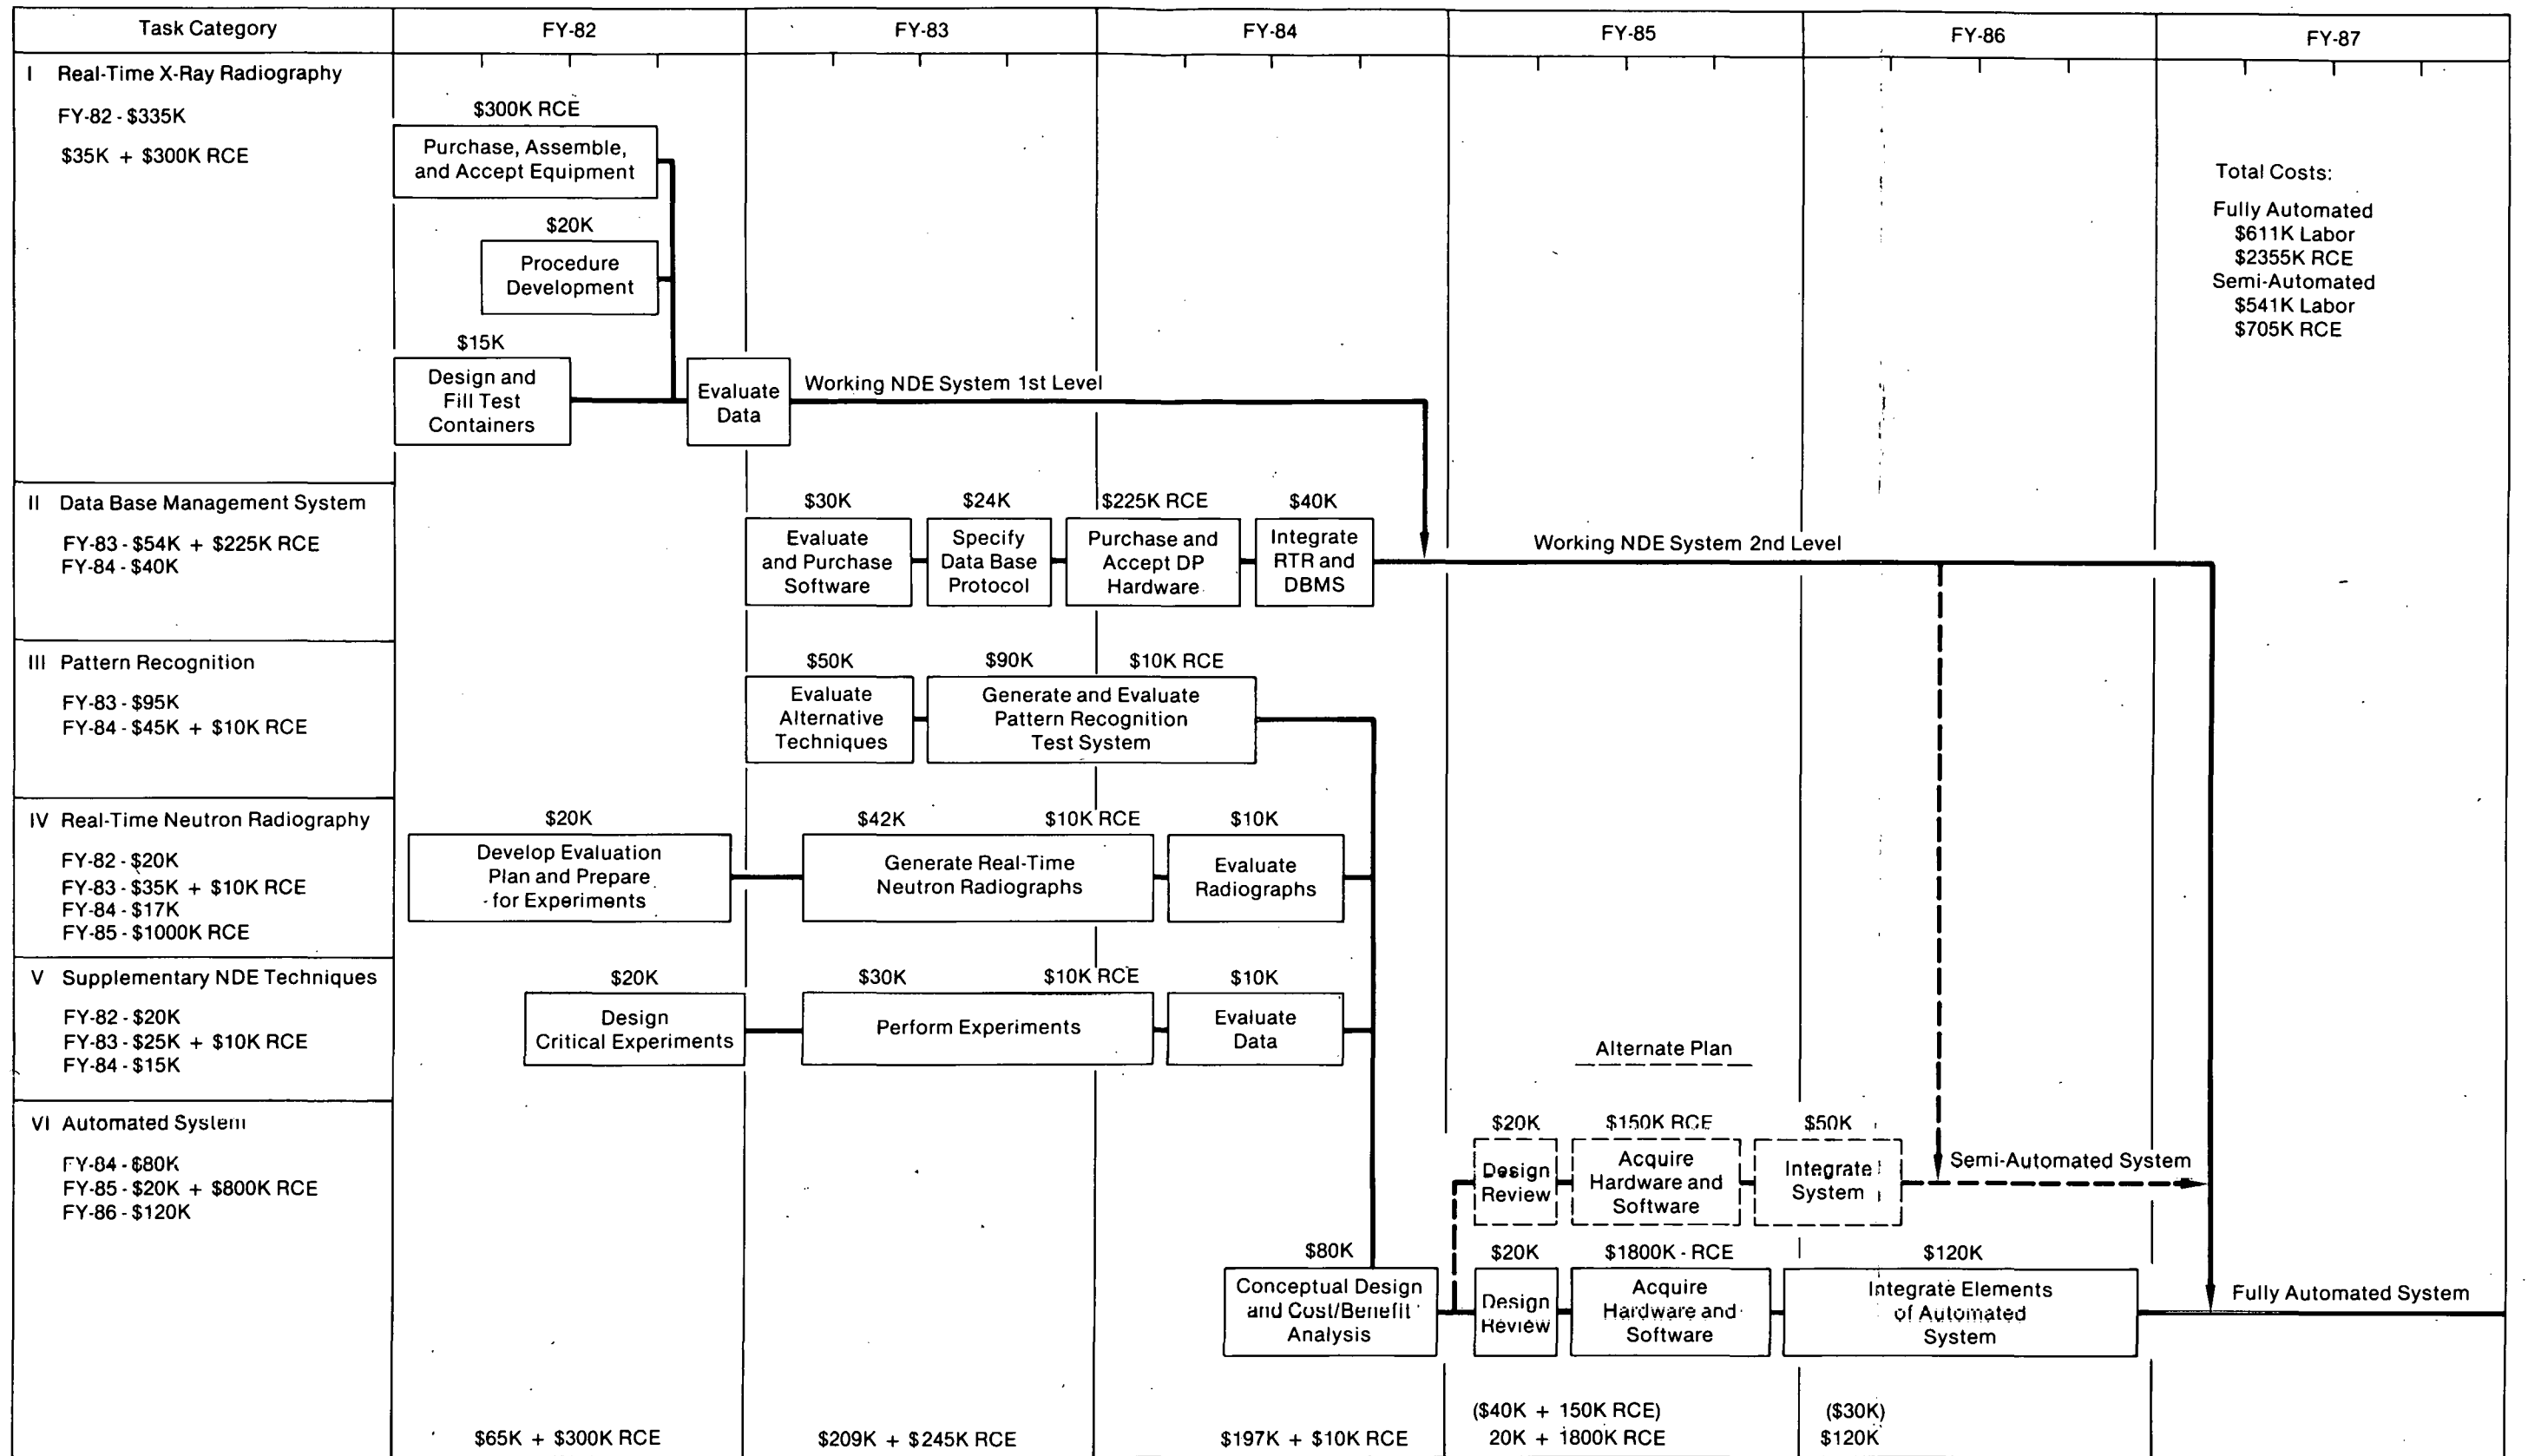 Task Category
FY-82
FY-83
FY-84
FY-85
FY-86
FY-87
I Real-Time X-Ray Radiography
FY-82 - $335K
$35K + $300K RCE
$300K RCE
Purchase, Assemble,
and Accept Equipment
$20K
Procedure
Development
$15K
Design and
Fill Test
Containers
Evaluate
Data
Working NDE System 1st Level
Total Costs:
Fully Automated
$611K Labor
$2355K RCE
Semi-Automated
$541K Labor
$705K RCE
II Data Base Management System
FY-83 - $54K + $225K RCE
FY-84 - $40K
$30K
Evaluate
and Purchase
Software
$24K
Specify
Data Base
Protocol
$225K RCE
Purchase and
Accept DP
Hardware
$40K
Integrate
RTR and
DBMS
Working NDE System 2nd Level
III Pattern Recognition
FY-83 - $95K
FY-84 - $45K + $10K RCE
$50K
Evaluate
Alternative
Techniques
$90K
$10K RCE
Generate and Evaluate
Pattern Recognition
Test System
IV Real-Time Neutron Radiography
FY-82 - $20K
FY-83 - $35K + $10K RCE
FY-84 - $17K
FY-85 - $1000K RCE
$20K
Develop Evaluation
Plan and Prepare
for Experiments
$42K
$10K RCE
Generate Real-Time
Neutron Radiographs
$10K
Evaluate
Radiographs
V Supplementary NDE Techniques
FY-82 - $20K
FY-83 - $25K + $10K RCE
FY-84 - $15K
$20K
Design
Critical Experiments
$30K
$10K RCE
Perform Experiments
$10K
Evaluate
Data
Alternate Plan
VI Automated System
FY-84 - $80K
FY-85 - $20K + $800K RCE
FY-86 - $120K
$20K
Design
Review
$150K RCE
Acquire
Hardware and
Software
$50K
Integrate
System
Semi-Automated System
$80K
Conceptual Design
and Cost/Benefit
Analysis
$20K
Design
Review
$1800K - RCE
Acquire
Hardware and
Software
$120K
Integrate Elements
of Automated
System
Fully Automated System
($40K + 150K RCE)
($30K)
$65K + $300K RCE
$209K + $245K RCE
$197K + $10K RCE
20K + 1800K RCE
$120K